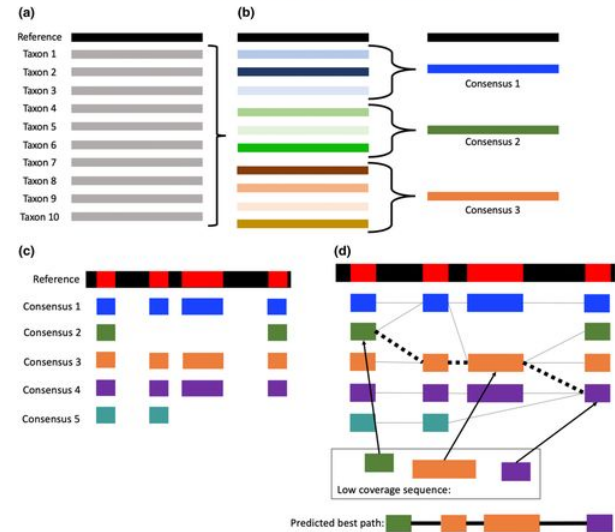 (a)
(b)
Reference
Taxon 1
Taxon 2
Taxon 3
Taxon 4
Taxon 5
Taxon 6
Taxon 7
Taxon 8
Taxon 9
Taxon 10
Consensus 1
Consensus 2
Consensus 3
(c)
Reference
Consensus 1
Consensus 2
Consensus 3
Consensus 4
Consensus 5
(d)
Low coverage sequence:
Predicted best path: